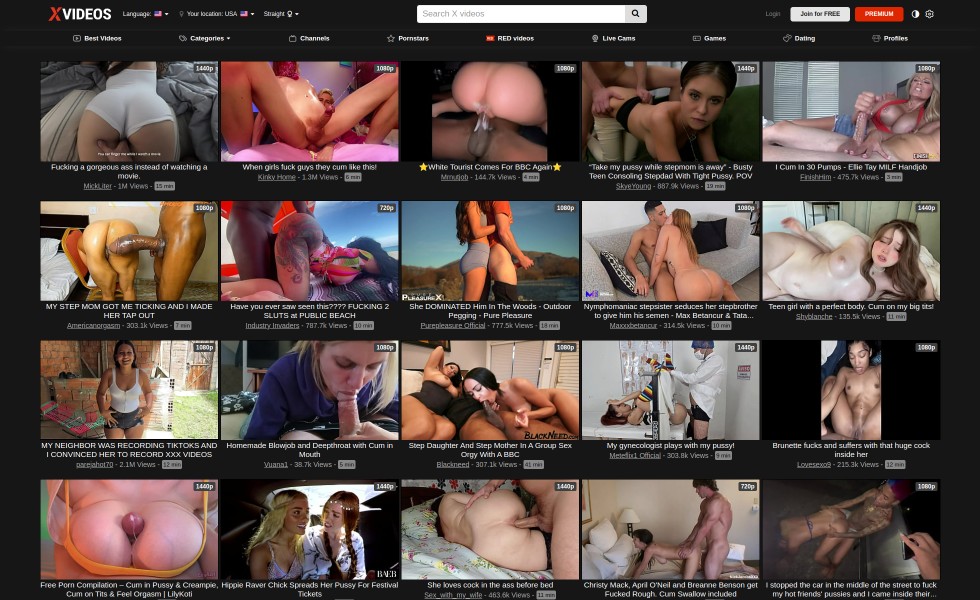 XVIDEOS
Language:
Your location: USA
Straight
Search X videos
Login
Join for FREE
PREMIUM
Best Videos
Categories
Channels
Pornstars
RED videos
Live Cams
Games
Dating
Profiles
1440p
1080p
1080p
1440p
1080p
Fucking a gorgeous ass instead of watching a
movie.
MickLiter - 1M Views - 15 min
When girls fuck guys they cum like this!
Kinky Home - 1.3M Views - 6 min
⭐White Tourist Comes For BBC Again⭐
Mrnutjob - 144.7k Views - 4 min
"Take my pussy while stepmom is away" - Busty
Teen Consoling Stepdad With Tight Pussy. POV
SkyeYoung - 887.9k Views - 19 min
I Cum In 30 Pumps - Ellie Tay MILF Handjob
FinishHim - 475.7k Views - 3 min
1080p
720p
1080p
1080p
1440p
PLEASUREX
MY STEP MOM GOT ME TICKING AND I MADE
HER TAP OUT
Americanorgasm - 303.1k Views - 7 min
Have you ever saw seen this???? FUCKING 2
SLUTS at PUBLIC BEACH
Industry Invaders - 787.7k Views - 10 min
She DOMINATED Him In The Woods - Outdoor
Pegging - Pure Pleasure
Purepleasure Official - 777.5k Views - 18 min
Nymphomaniac stepsister seduces her stepbrother
to give him his semen - Max Betancur & Tata...
Maxxxbetancur - 314.5k Views - 10 min
Teen girl with a perfect body, Cum on my big tits!
Shyblanche - 135.5k Views - 11 min
1080p
1080p
1080p
1440p
1080p
BLACKNEED.COM
MY NEIGHBOR WAS RECORDING TIKTOKS AND
I CONVINCED HER TO RECORD XXX VIDEOS
parejahot70 - 2.1M Views - 12 min
Homemade Blowjob and Deepthroat with Cum in
Mouth
Vuana1 - 38.7k Views - 5 min
Step Daughter And Step Mother In A Group Sex
Orgy With A BBC
Blackneed - 307.1k Views - 41 min
My gynecologist plays with my pussy!
Meteflix1 Official - 303.8k Views - 9 min
Brunette fucks and suffers with that huge cock
inside her
Lovesexo9 - 215.3k Views - 12 min
1440p
1440p
1440p
720p
1080p
BAEB
Free Porn Compilation – Cum in Pussy & Creampie,
Cum on Tits & Feel Orgasm | LilyKoti
Hippie Raver Chick Spreads Her Pussy For Festival
Tickets
She loves cock in the ass before bed
Sex_with_my_wife - 463.6k Views - 11 min
Christy Mack, April O'Neil and Breanne Benson get
Fucked Rough. Cum Swallow included
I stopped the car in the middle of the street to fuck
my hot friends' pussies and I came inside their...